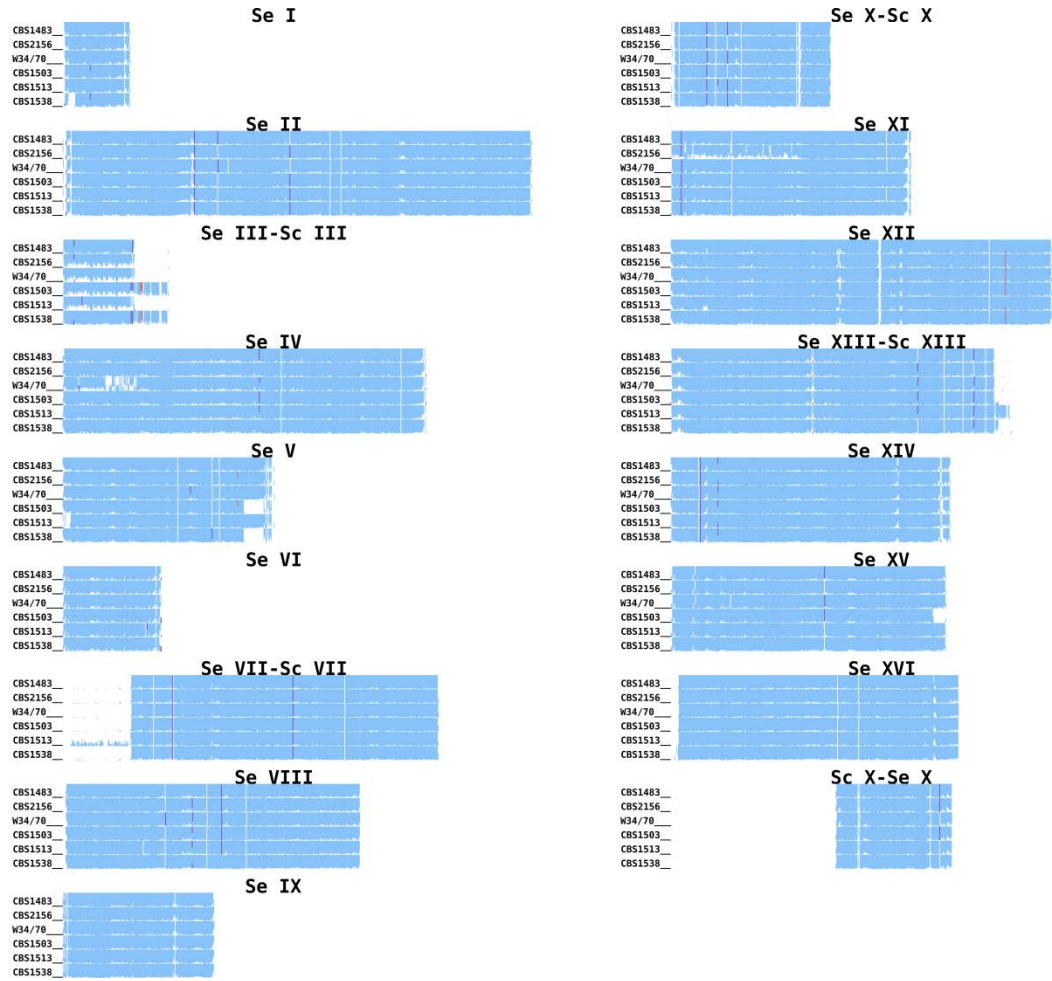 Se I
CBS1483
CBS2156
W34/70
CBS1503
CBS1513
CBS1538
Se II
CBS1483
CBS2156
W34/70
CBS1503
CBS1513
CBS1538
Se III-Sc III
CBS1483
CBS2156
W34/70
CBS1503
CBS1513
CBS1538
Se IV
CBS1483
CBS2156
W34/70
CBS1503
CBS1513
CBS1538
Se V
CBS1483
CBS2156
W34/70
CBS1503
CBS1513
CBS1538
Se VI
CBS1483
CBS2156
W34/70
CBS1503
CBS1513
CBS1538
Se VII-Sc VII
CBS1483
CBS2156
W34/70
CBS1503
CBS1513
CBS1538
Se VIII
CBS1483
CBS2156
W34/70
CBS1503
CBS1513
CBS1538
Se IX
CBS1483
CBS2156
W34/70
CBS1503
CBS1513
CBS1538
Se X-Sc X
CBS1483
CBS2156
W34/70
CBS1503
CBS1513
CBS1538
Se XI
CBS1483
CBS2156
W34/70
CBS1503
CBS1513
CBS1538
Se XII
CBS1483
CBS2156
W34/70
CBS1503
CBS1513
CBS1538
Se XIII-Sc XIII
CBS1483
CBS2156
W34/70
CBS1503
CBS1513
CBS1538
Se XIV
CBS1483
CBS2156
W34/70
CBS1503
CBS1513
CBS1538
Se XV
CBS1483
CBS2156
W34/70
CBS1503
CBS1513
CBS1538
Se XVI
CBS1483
CBS2156
W34/70
CBS1503
CBS1513
CBS1538
Sc X-Se X
CBS1483
CBS2156
W34/70
CBS1503
CBS1513
CBS1538